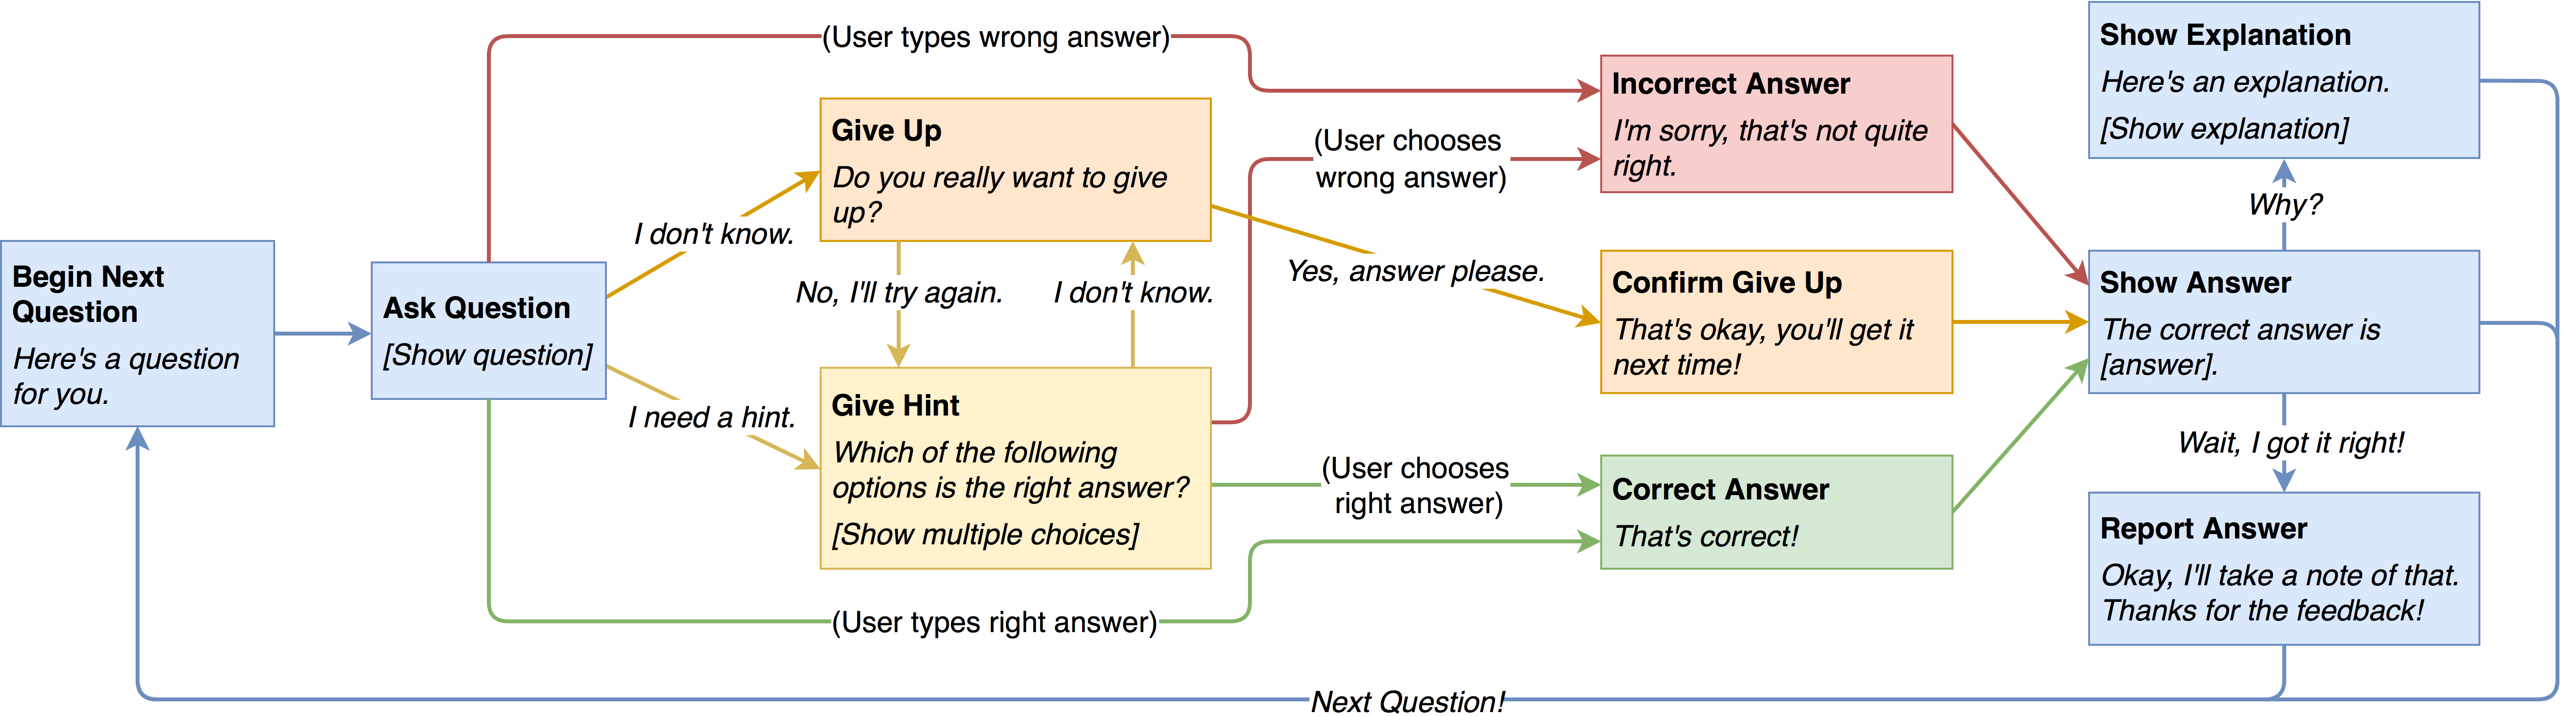 Begin Next
Question
Here's a question
for you.
Ask Question
[Show question]
(User types wrong answer)
I don't know.
I need a hint.
(User types right answer)
Give Up
Do you really want to give
up?
No, I'll try again.
I don't know.
Give Hint
Which of the following
options is the right answer?
[Show multiple choices]
(User chooses
wrong answer)
Yes, answer please.
(User chooses
right answer)
Incorrect Answer
I'm sorry, that's not quite
right.
Confirm Give Up
That's okay, you'll get it
next time!
Correct Answer
That's correct!
Show Explanation
Here's an explanation.
[Show explanation]
Why?
Show Answer
The correct answer is
[answer].
Wait, I got it right!
Report Answer
Okay, I'll take a note of that.
Thanks for the feedback!
Next Question!